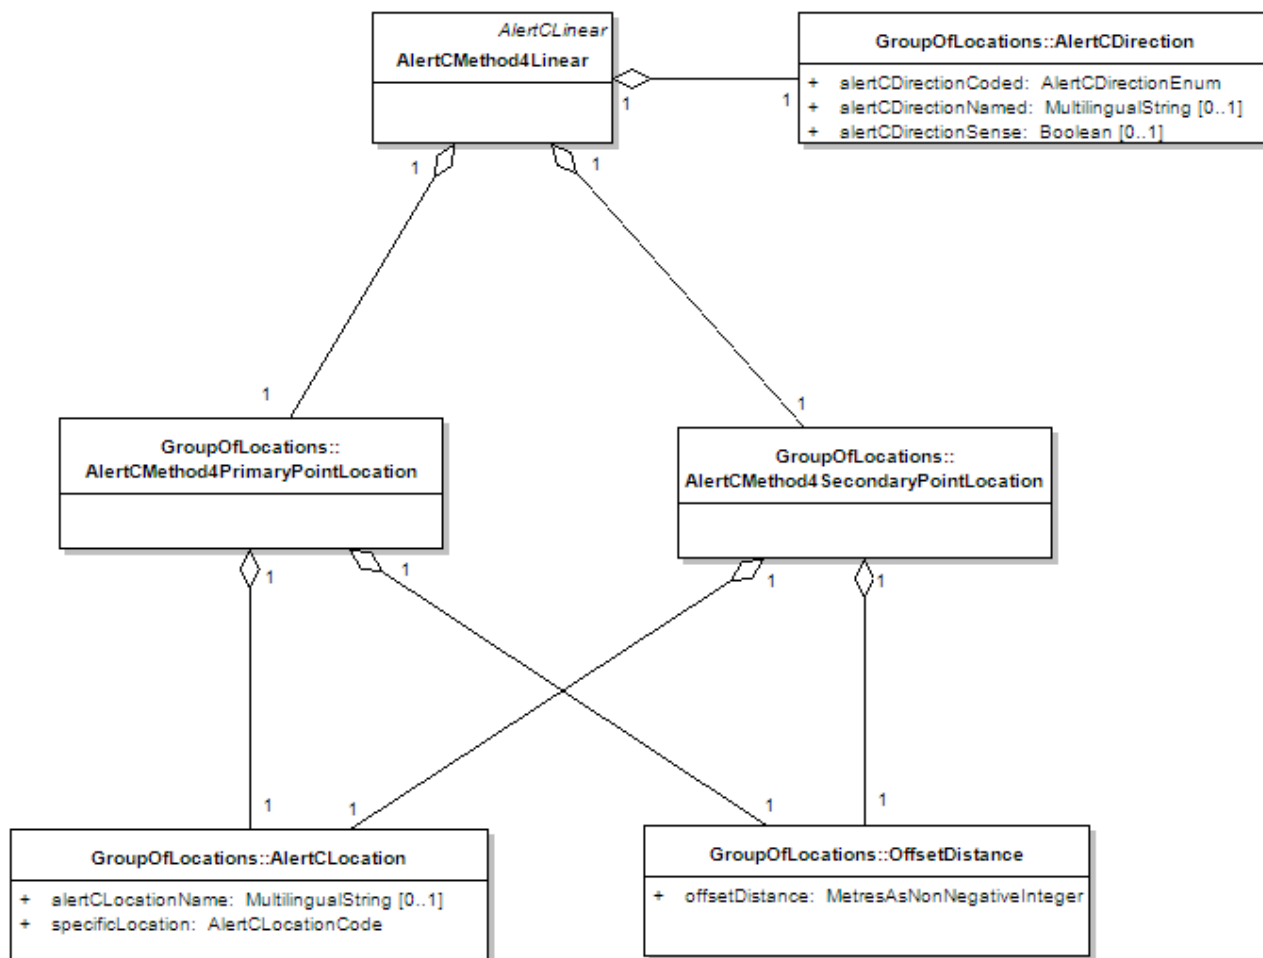 AlertCLinear
AlertCMethod4Linear
GroupOfLocations::AlertCDirection
+ alertCDirectionCoded: AlertCDirectionEnum
+ alertCDirectionNamed: MultilingualString [0..1]
+ alertCDirectionSense: Boolean [0..1]
1
1
1
1
1
1
GroupOfLocations::
AlertCMethod4PrimaryPointLocation
GroupOfLocations::
AlertCMethod4SecondaryPointLocation
1
1
1
1
1
1
1
1
GroupOfLocations::AlertCLocation
+ alertCLocationName: MultilingualString [0..1]
+ specificLocation: AlertCLocationCode
GroupOfLocations::OffsetDistance
+ offsetDistance: MetresAsNonNegativeInteger